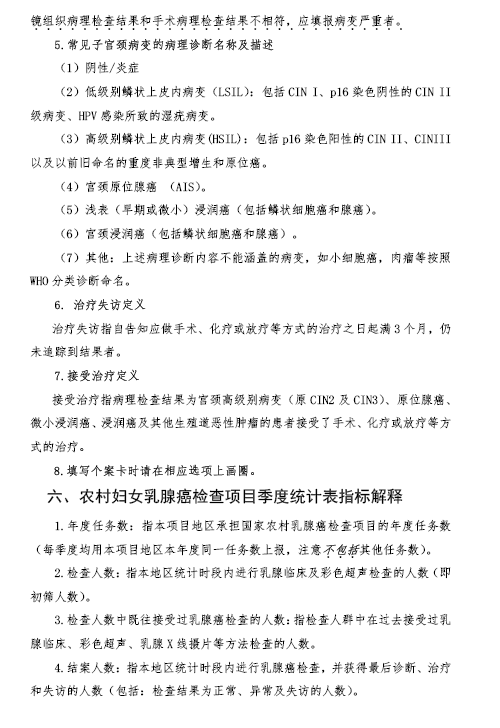 镜组织病理检查结果和手术病理检查结果不相符，应填报病变严重者。
5.常见子宫颈病变的病理诊断名称及描述
（1）阴性/炎症
（2）低级别鳞状上皮内病变（LSIL）：包括 CIN I、p16 染色阴性的 CIN II
级病变、HPV 感染所致的湿疣病变。
（3）高级别鳞状上皮内病变(HSIL)：包括 p16 染色阳性的 CIN II、CINIII
以及以前旧命名的重度非典型增生和原位癌。
（4）宫颈原位腺癌 （AIS）。
（5）浅表（早期或微小）浸润癌（包括鳞状细胞癌和腺癌）。
（6）宫颈浸润癌（包括鳞状细胞癌和腺癌）。
（7）其他：上述病理诊断内容不能涵盖的病变，如小细胞癌，肉瘤等按照
WHO 分类诊断命名。
6. 治疗失访定义
治疗失访指自告知应做手术、化疗或放疗等方式的治疗之日起满 3 个月，仍
未追踪到结果者。
7.接受治疗定义
接受治疗指病理检查结果为宫颈高级别病变（原 CIN2 及 CIN3）、原位腺癌、
微小浸润癌、浸润癌及其他生殖道恶性肿瘤的患者接受了手术、化疗或放疗等方
式的治疗。
8.填写个案卡时请在相应选项上画圈。
六、农村妇女乳腺癌检查项目季度统计表指标解释
1.年度任务数：指本项目地区承担国家农村乳腺癌检查项目的年度任务数
（每季度均用本项目地区本年度同一任务数上报，注意不包括其他任务数）。
2.检查人数：指本地区统计时段内进行乳腺临床及彩色超声检查的人数（即
初筛人数）。
3.检查人数中既往接受过乳腺癌检查的人数：指检查人群中在过去接受过乳
腺临床、彩色超声、乳腺 X 线摄片等方法检查的人数。
4.结案人数：指本地区统计时段内进行乳腺癌检查，并获得最后诊断、治疗
和失访的人数（包括：检查结果为正常、异常及失访的人数）。